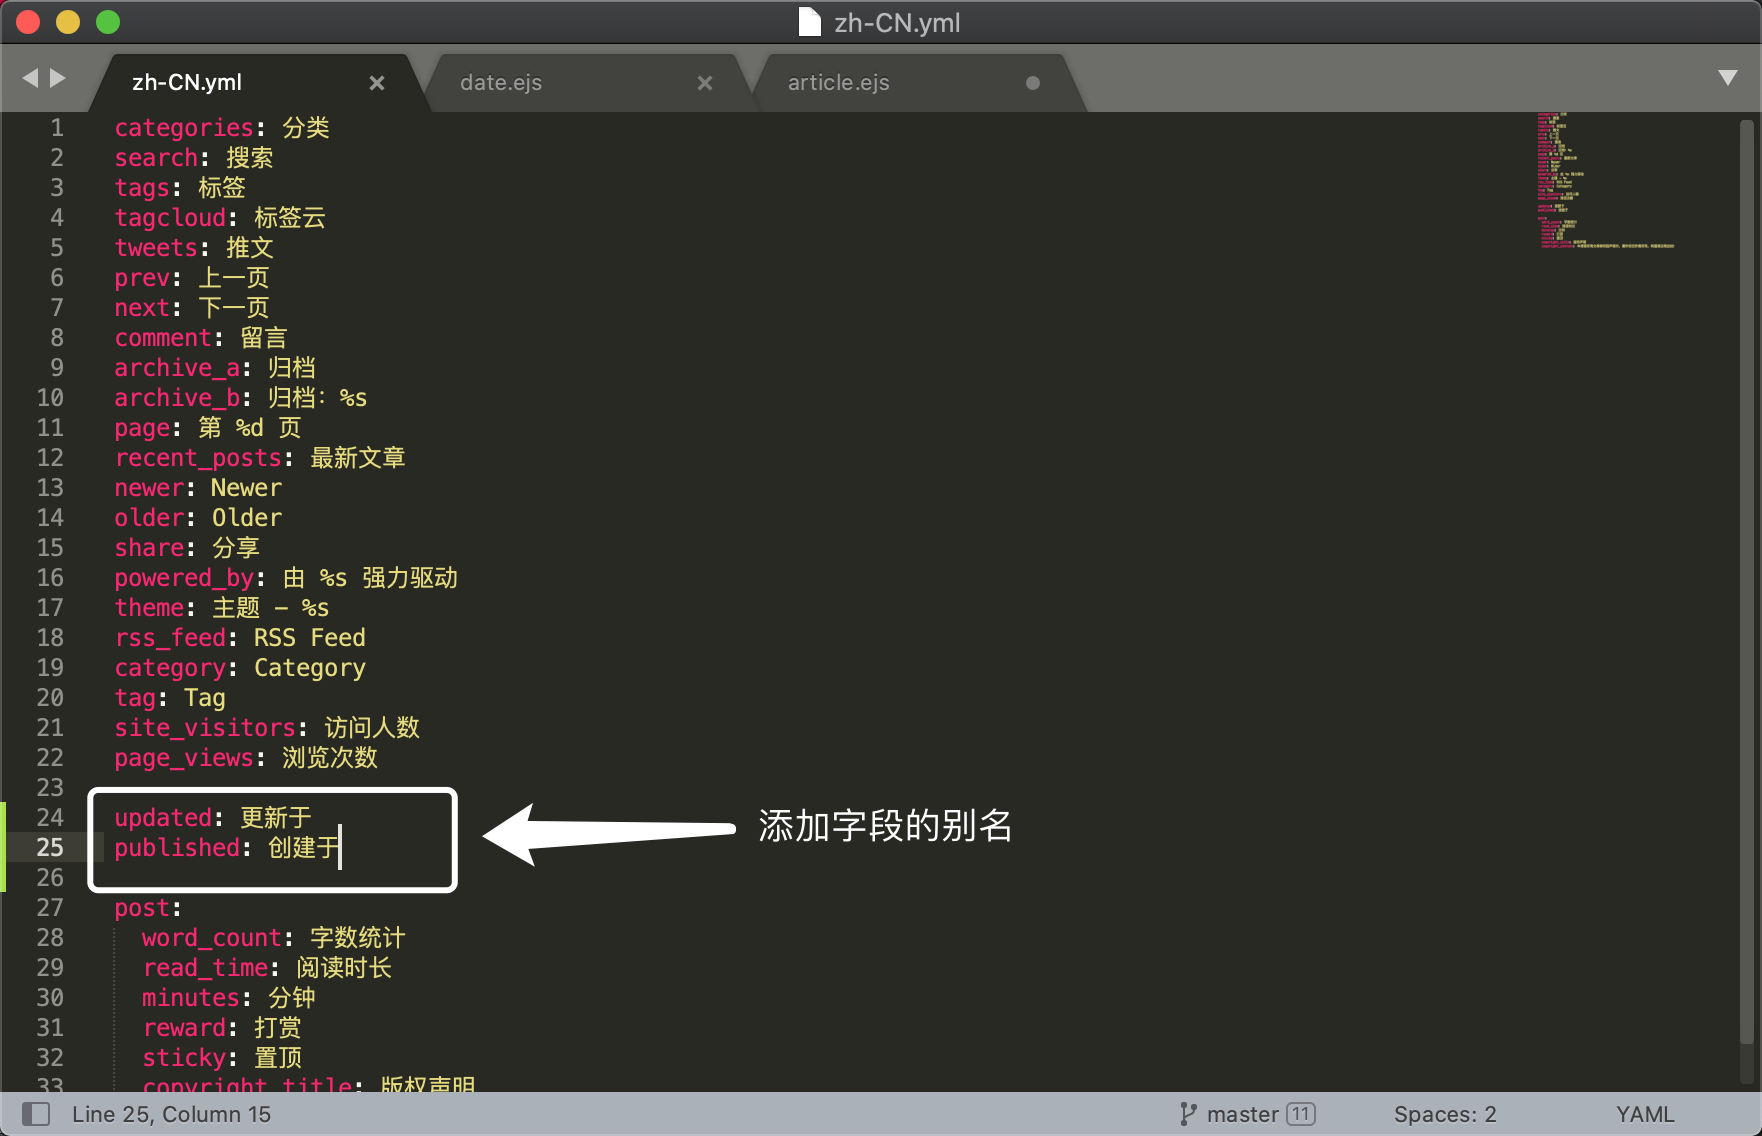 zh-CN.yml
zh-CN.yml
date.ejs
article.ejs
1 categories: 分类
2 search: 搜索
3 tags: 标签
4 tagcloud: 标签云
5 tweets: 推文
6 prev: 上一页
7 next: 下一页
8 comment: 留言
9 archive_a: 归档
10 archive_b: 归档：%s
11 page: 第 %d 页
12 recent_posts: 最新文章
13 newer: Newer
14 older: Older
15 share: 分享
16 powered_by: 由 %s 强力驱动
17 theme: 主题 - %s
18 rss_feed: RSS Feed
19 category: Category
20 tag: Tag
21 site_visitors: 访问人数
22 page_views: 浏览次数
23
24 updated: 更新于
25 published: 创建于
添加字段的别名
26
27 post:
28 word_count: 字数统计
29 read_time: 阅读时长
30 minutes: 分钟
31 reward: 打赏
32 sticky: 置顶
33 copyright_title: 版权声明
Line 25, Column 15
master 11
Spaces: 2
YAML